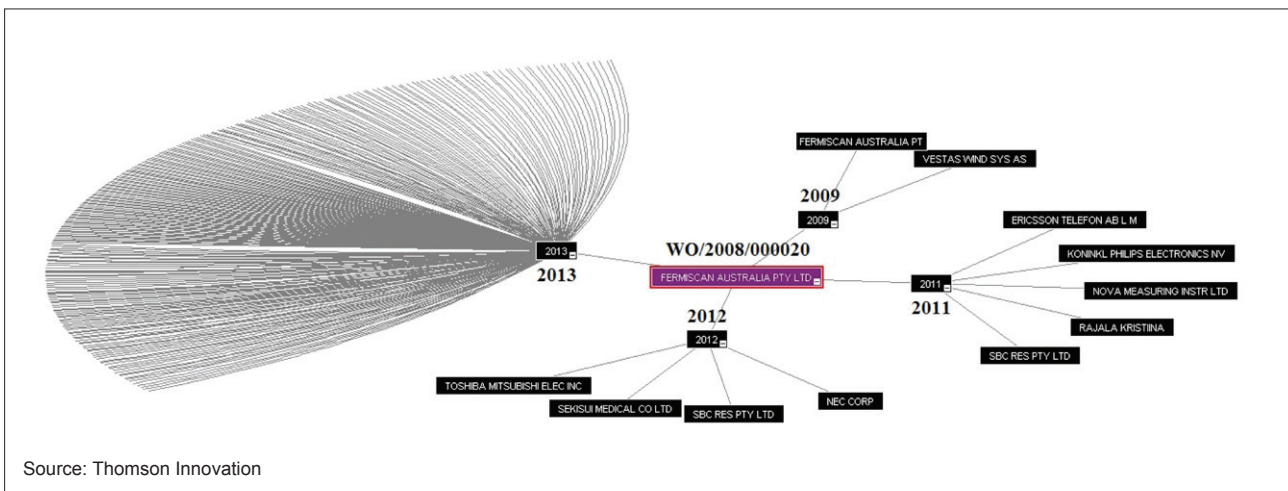 FERMISCAN AUSTRALIA PT
VESTAS WIND SYS AS
2009
2009
ERICSSON TELEFON AB L M
WO/2008/000020
2013
KONINKL PHILIPS ELECTRONICS NV
2013
FERMISCAN AUSTRALIA PTY LTD
2011
NOVA MEASURING INSTR LTD
2012
2011
RAJALA KRISTIINA
2012
SBC RES PTY LTD
TOSHIBA MITSUBISHI ELEC INC
NEC CORP
SEKISUI MEDICAL CO LTD
SBC RES PTY LTD
Source: Thomson Innovation